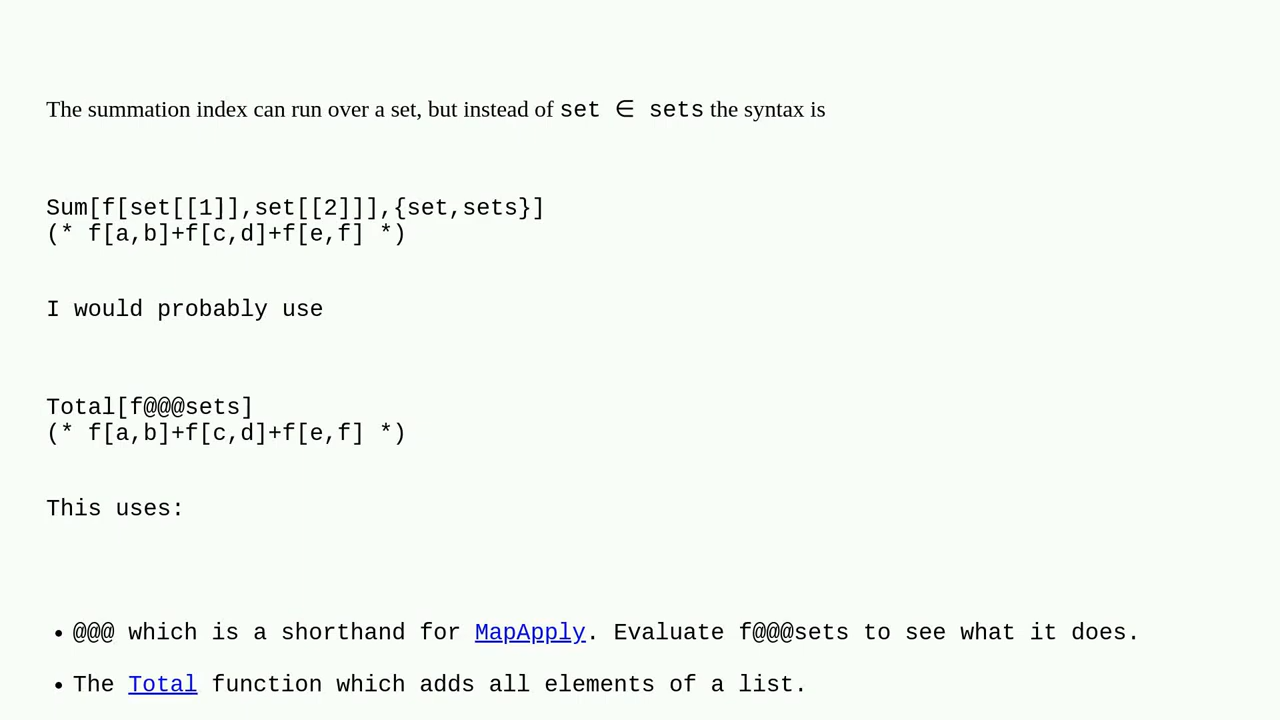 The summation index can run over a set, but instead of set ∈ sets the syntax is
Sum[f[set[[1]],set[[2]]],{set,sets}]
(* f[a,b]+f[c,d]+f[e,f] *)
I would probably use
Total[f@@@sets]
(* f[a,b]+f[c,d]+f[e,f] *)
This uses:
• @@@ which is a shorthand for MapApply. Evaluate f@@@sets to see what it does.
• The Total function which adds all elements of a list.